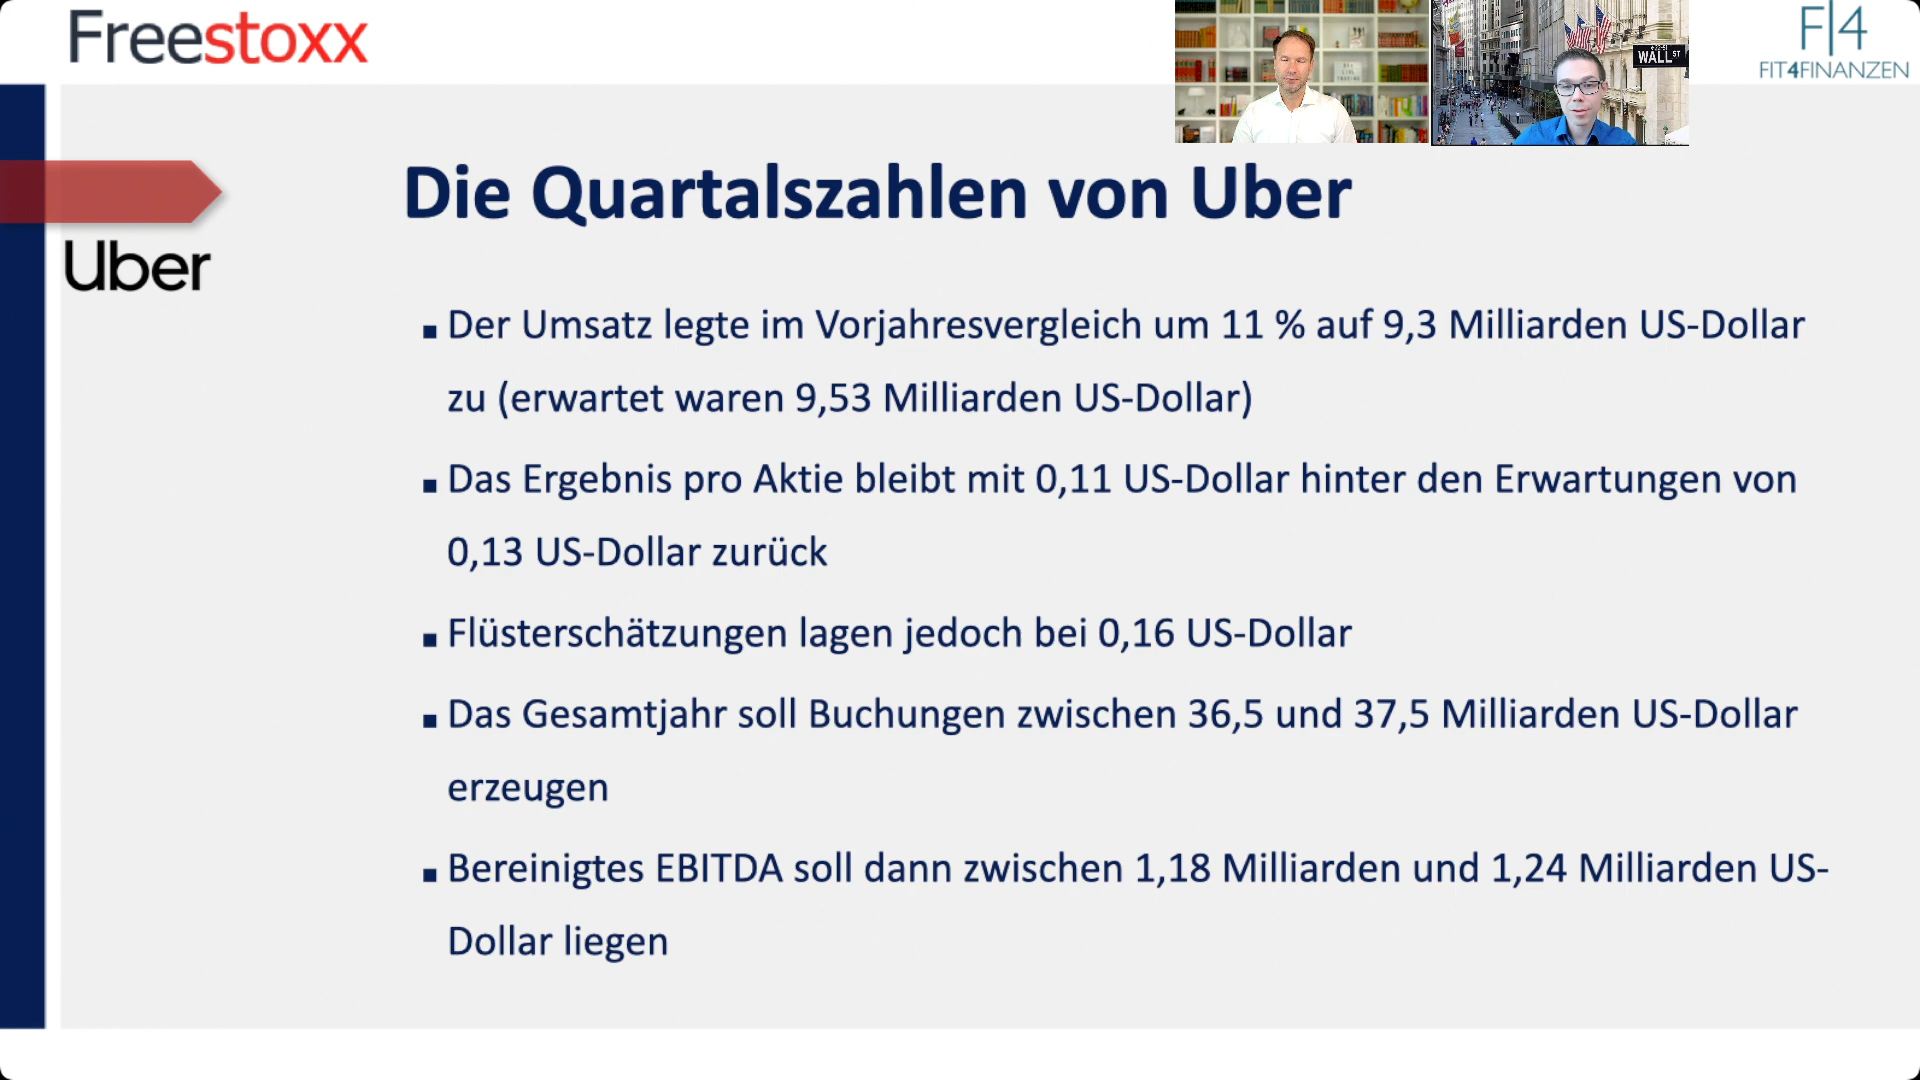 Freestoxx
F|4
FIT4FINANZEN
WALL ST
Uber
Die Quartalszahlen von Uber
▪ Der Umsatz legte im Vorjahresvergleich um 11 % auf 9,3 Milliarden US-Dollar
zu (erwartet waren 9,53 Milliarden US-Dollar)
▪ Das Ergebnis pro Aktie bleibt mit 0,11 US-Dollar hinter den Erwartungen von
0,13 US-Dollar zurück
▪ Flüsterschätzungen lagen jedoch bei 0,16 US-Dollar
▪ Das Gesamtjahr soll Buchungen zwischen 36,5 und 37,5 Milliarden US-Dollar
erzeugen
▪ Bereinigtes EBITDA soll dann zwischen 1,18 Milliarden und 1,24 Milliarden US-
Dollar liegen